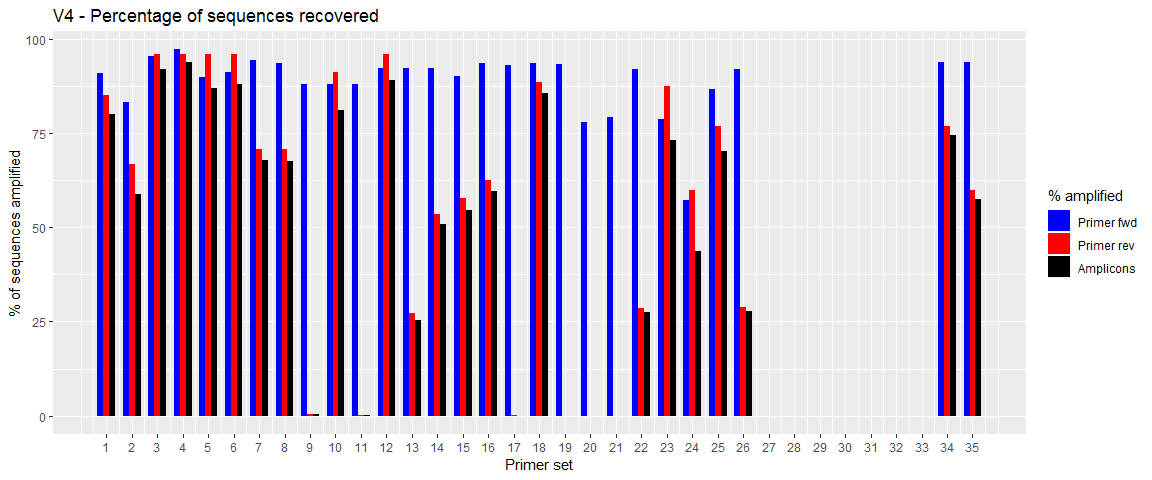 V4 - Percentage of sequences recovered
% of sequences amplified
100
75
50
25
0
1 2 3 4 5 6 7 8 9 10 11 12 13 14 15 16 17 18 19 20 21 22 23 24 25 26 27 28 29 30 31 32 33 34 35
Primer set
% amplified
Primer fwd
Primer rev
Amplicons